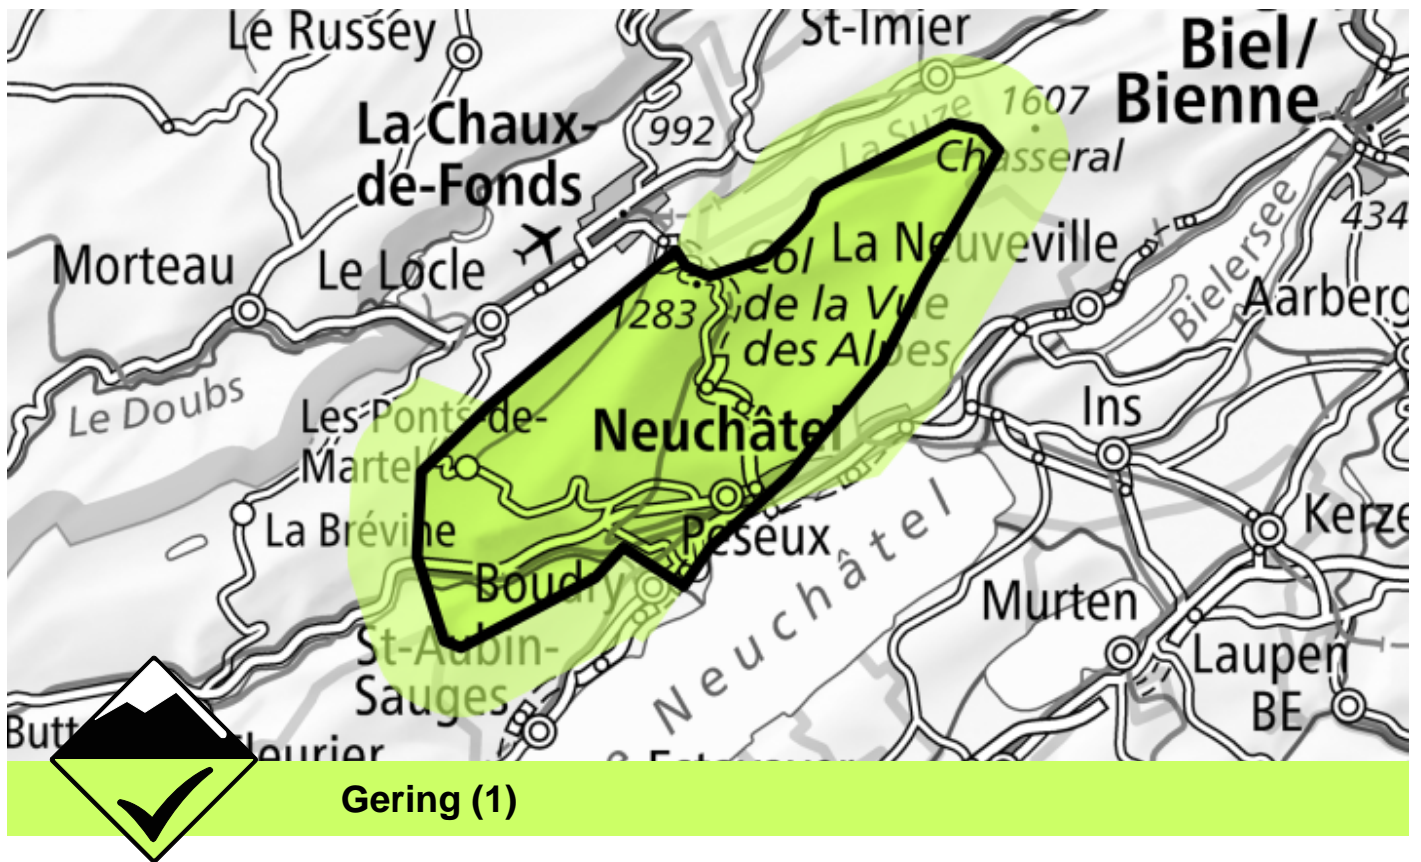 Le Russey
St-Imier
Biel/
Bienne
1607
La Chaux-
de-Fonds
992
La Suze
Chasseral
434
Morteau
Le Locle
Col
de la Vue
des Alpes
La Neuveville
Bielersee
Aarberg
1283
Le Doubs
Les-Ponts-de-
Martel
Neuchâtel
Ins
La Brévine
Peseux
Kerze
Boudry
Neuchâtel
Murten
St-Aubin-
Sauges
Laupen
BE
Butt
leurier
Gering (1)